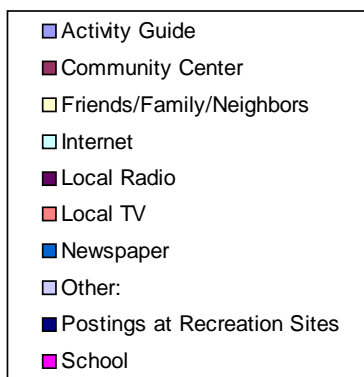 Activity Guide
Community Center
Friends/Family/Neighbors
Internet
Local Radio
Local TV
Newspaper
Other:
Postings at Recreation Sites
School